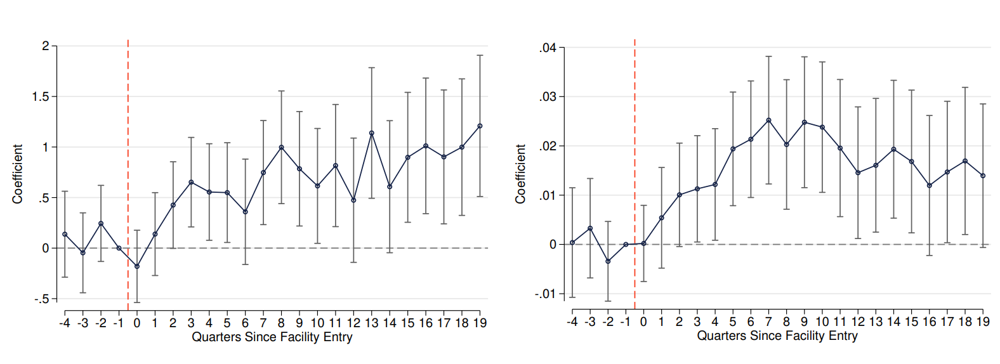 2
1.5
1
.5
0
-.5
Coefficient
-4 -3 -2 -1 0 1 2 3 4 5 6 7 8 9 10 11 12 13 14 15 16 17 18 19
Quarters Since Facility Entry
.04
.03
.02
.01
0
-.01
Coefficient
-4 -3 -2 -1 0 1 2 3 4 5 6 7 8 9 10 11 12 13 14 15 16 17 18 19
Quarters Since Facility Entry